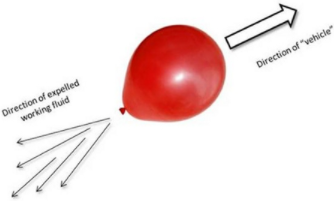 Direction of "vehicle"
Direction of expelled
working fluid